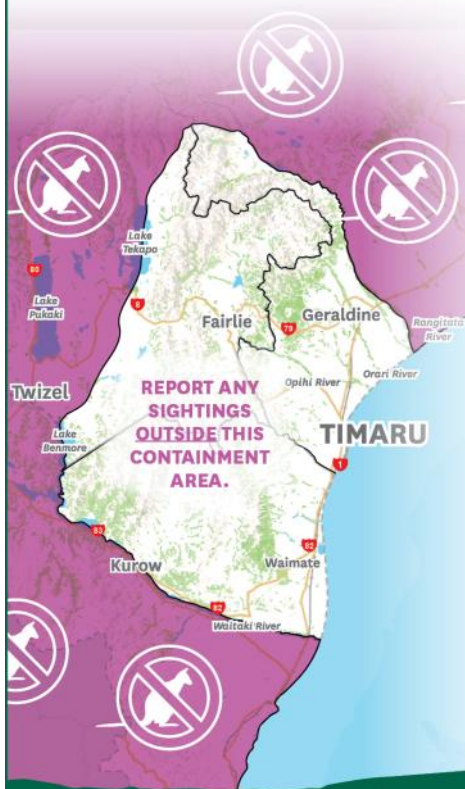 Lake
Tekapo
80
Lake
Pukaki
8
Fairlie
79
Geraldine
Rangitata
River
Opihi River
Orari River
Twizel
REPORT ANY
SIGHTINGS
OUTSIDE THIS
CONTAINMENT
AREA.
TIMARU
Lake
Benmore
1
83
Kurow
82
Waimate
82
Waitaki River